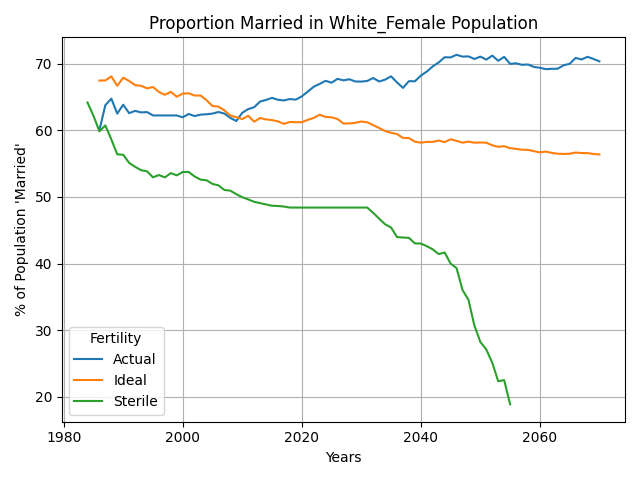 Proportion Married in White_Female Population
% of Population 'Married'
70
60
50
40
30
20
Fertility
Actual
Ideal
Sterile
1980
2000
2020
2040
2060
Years